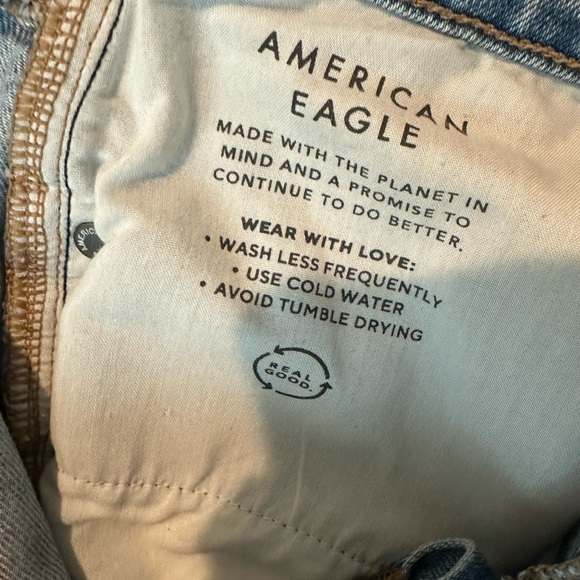 AMERICAN
EAGLE
MADE WITH THE PLANET IN
MIND AND A PROMISE TO
CONTINUE TO DO BETTER.
WEAR WITH LOVE:
• WASH LESS FREQUENTLY
• USE COLD WATER
• AVOID TUMBLE DRYING
REAL
GOOD.